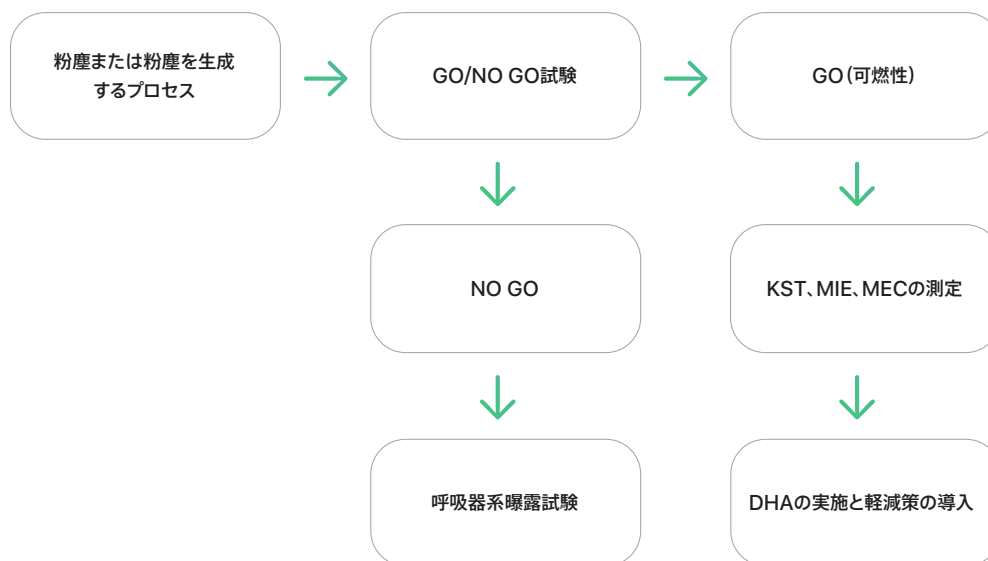 粉塵または粉塵を生成
するプロセス
GO/NO GO試験
GO（可燃性）
NO GO
KST、MIE、MECの測定
呼吸器系曝露試験
DHAの実施と軽減策の導入